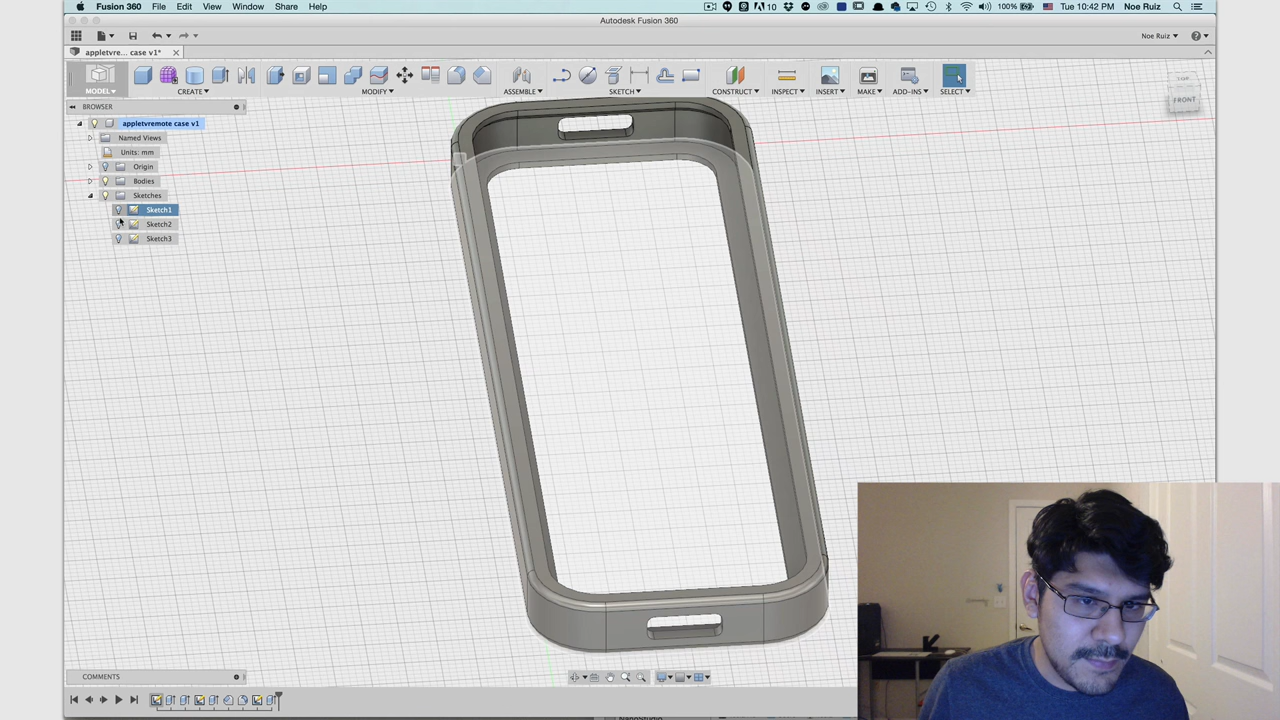 Fusion 360 File Edit View Window Share Help 10 100% Tue 10:42 PM Noe Ruiz
Autodesk Fusion 360
Noe Ruiz
appletvre... case v1*
MODEL CREATE MODIFY ASSEMBLE SKETCH CONSTRUCT INSPECT INSERT MAKE ADD-INS SELECT
TOP
FRONT
BROWSER
appletvremote case v1
Named Views
Units: mm
Origin
Bodies
Sketches
Sketch1
Sketch2
Sketch3
COMMENTS